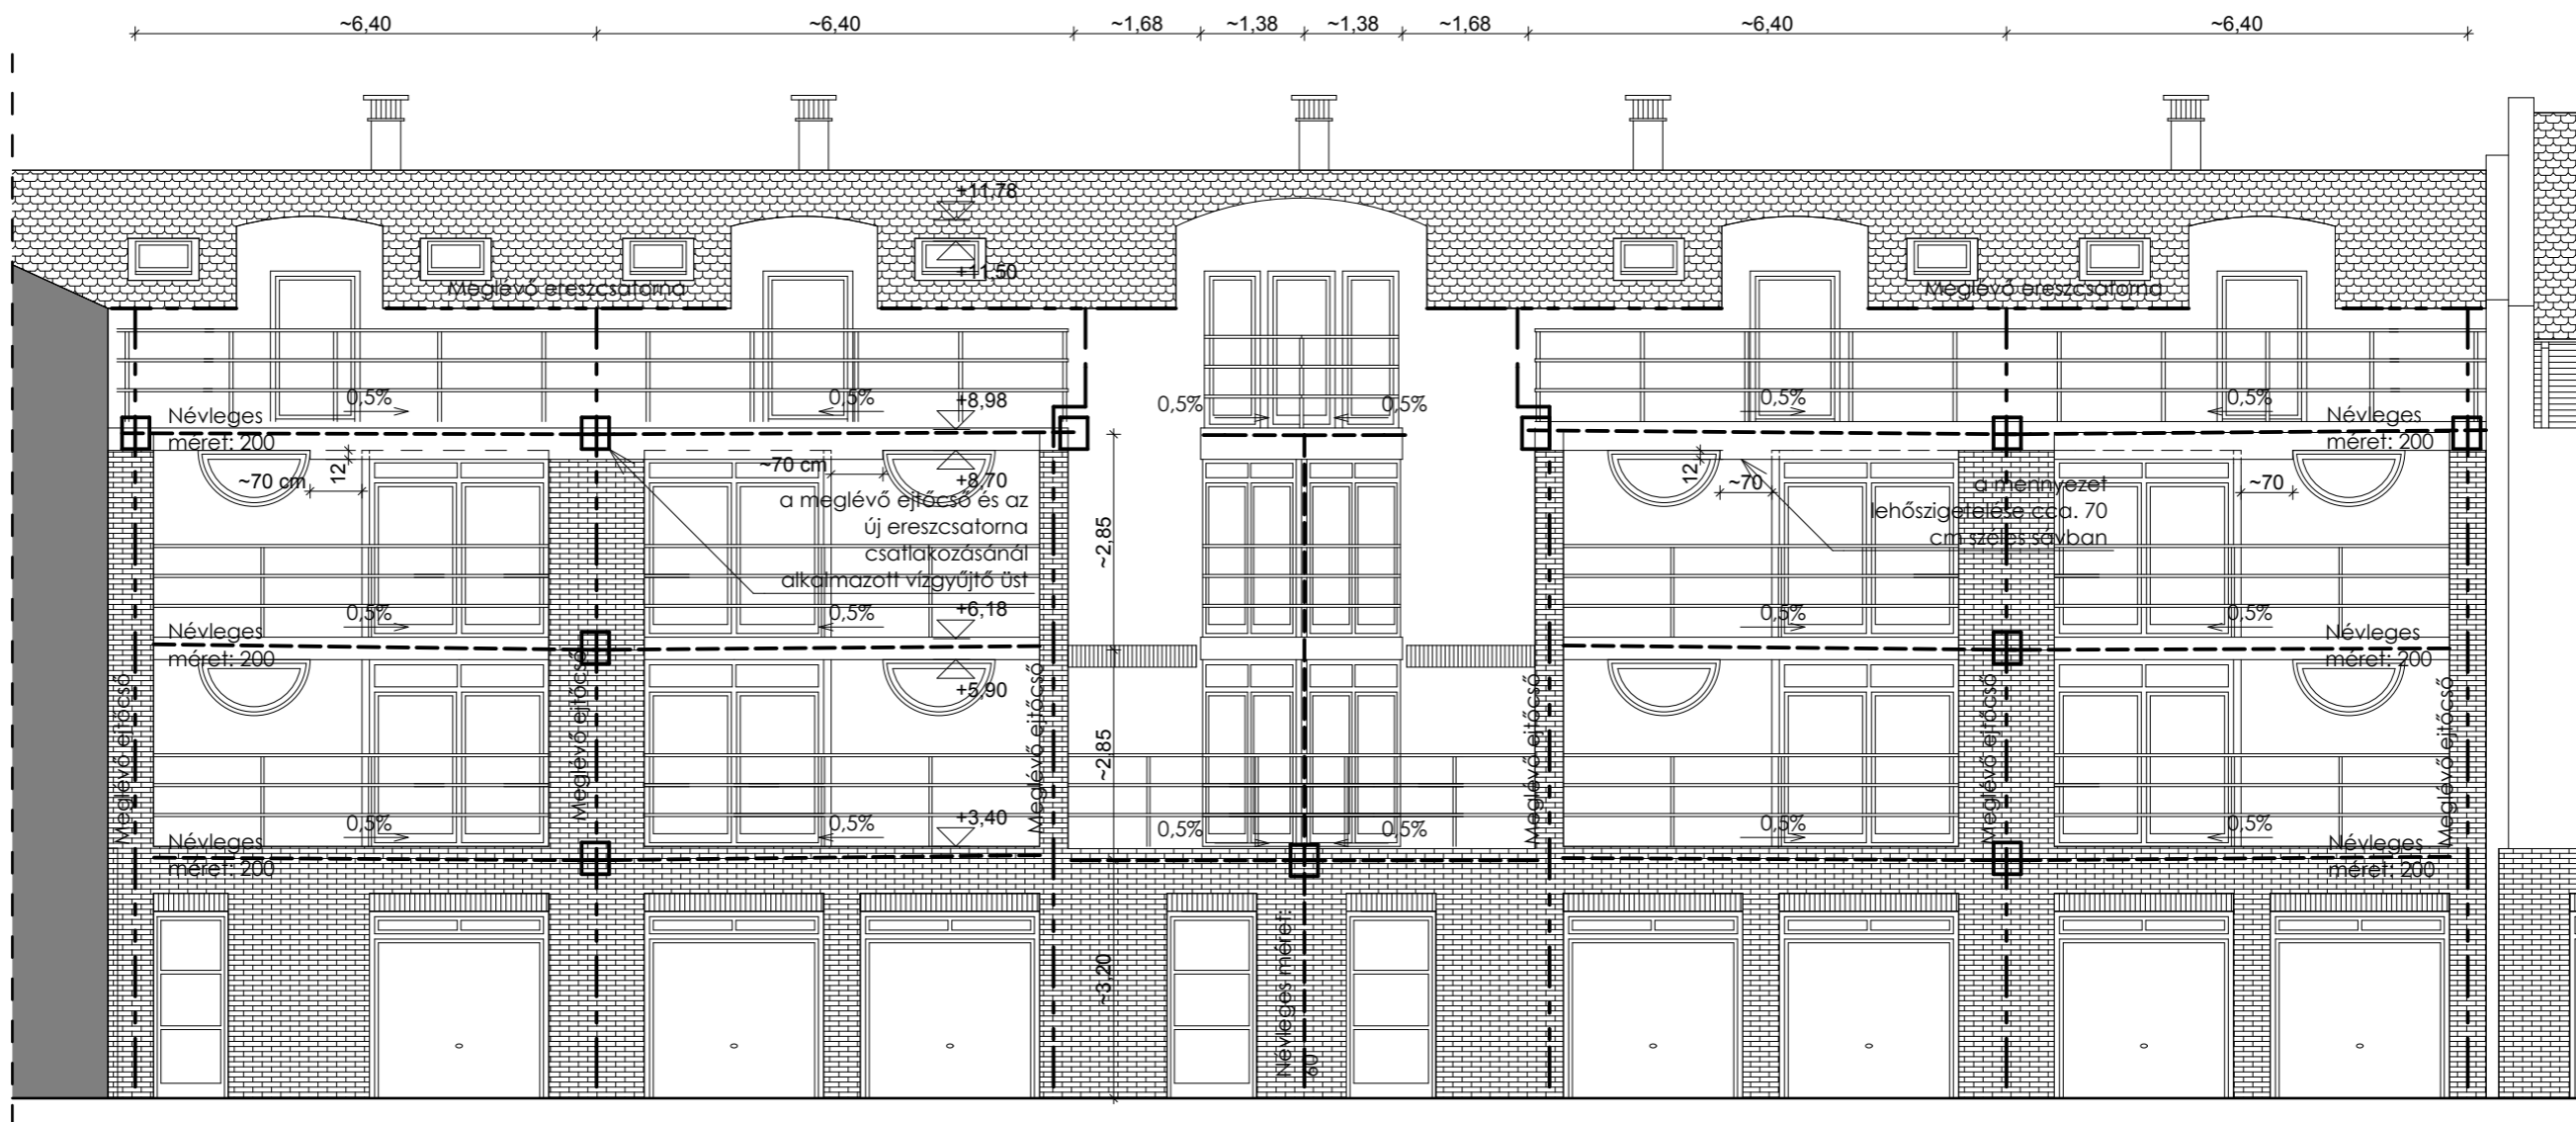 ~6,40
~6,40
~1,68
~1,38
~1,38
~1,68
~6,40
~6,40
+11,78
+11,50
Meglévő ereszcsatorna
Meglévő ereszcsatorna
0,5%
0,5%
+8,98
0,5%
0,5%
0,5%
0,5%
Névleges
méret: 200
Névleges
méret: 200
~70 cm
12
~70 cm
+8,70
a meglévő ejtőcső és az
új ereszcsatorna
csatlakozásánál
alkalmazott vízgyűjtő üst
~2,85
12
~70
a mennyezet
lehőszigetelése cca. 70
cm széles sávban
~70
0,5%
0,5%
+6,18
0,5%
0,5%
Névleges
méret: 200
Névleges
méret: 200
+5,90
Meglévő ejtőcső
Meglévő ejtőcső
Meglévő ejtőcső
~2,85
Meglévő ejtőcső
Meglévő ejtőcső
Meglévő ejtőcső
0,5%
0,5%
+3,40
0,5%
0,5%
0,5%
0,5%
Névleges
méret: 200
Névleges
méret: 200
~3,20
Névleges méret:
60